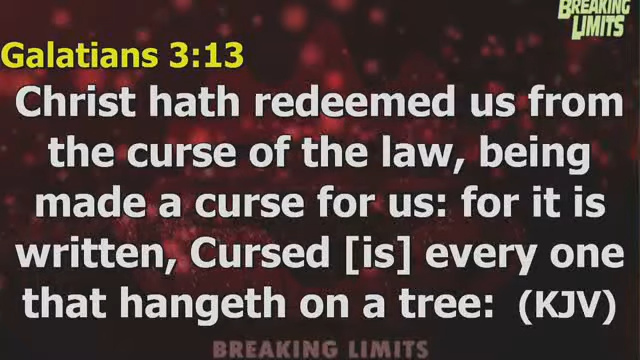 BREAKING
LIMITS
Galatians 3:13
Christ hath redeemed us from
the curse of the law, being
made a curse for us: for it is
written, Cursed [is] every one
that hangeth on a tree: (KJV)
BREAKING LIMITS